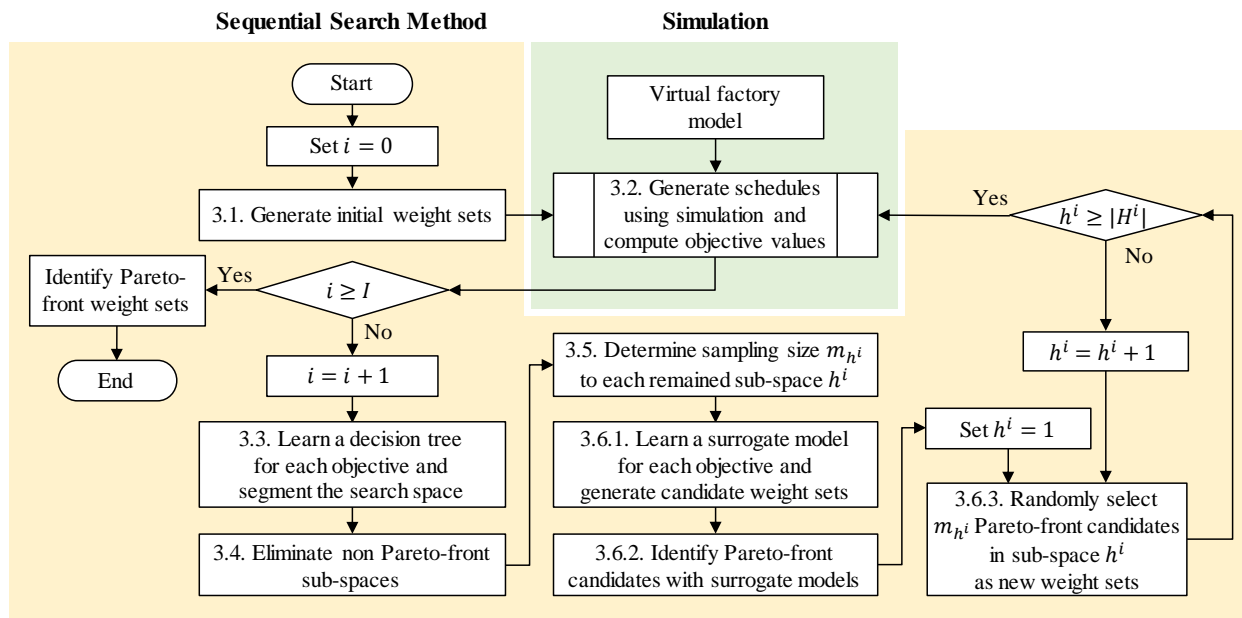 Sequential Search Method
Simulation
Start
Set i = 0
3.1. Generate initial weight sets
Virtual factory
model
3.2. Generate schedules
using simulation and
compute objective values
i ≥ I
Yes
No
Identify Pareto-
front weight sets
End
i = i + 1
3.3. Learn a decision tree
for each objective and
segment the search space
3.4. Eliminate non Pareto-front
sub-spaces
3.5. Determine sampling size m_{h^i}
to each remained sub-space h^i
3.6.1. Learn a surrogate model
for each objective and
generate candidate weight sets
3.6.2. Identify Pareto-front
candidates with surrogate models
Set h^i = 1
3.6.3. Randomly select
m_{h^i} Pareto-front candidates
in sub-space h^i
as new weight sets
h^i ≥ |H^i|
Yes
No
h^i = h^i + 1